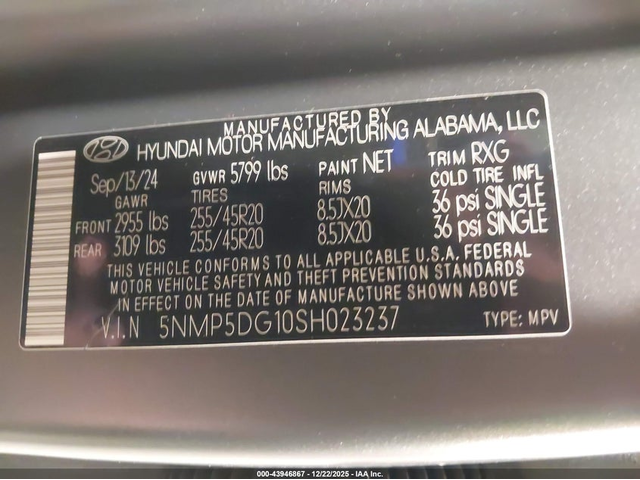 MANUFACTURED BY
HYUNDAI MOTOR MANUFACTURING ALABAMA, LLC
Sep/13/24 GVWR 5799 lbs PAINT NET TRIM RXG
GAWR TIRES RIMS COLD TIRE INFL
FRONT 2955 lbs 255/45R20 8.5JX20 36 psi SINGLE
REAR 3109 lbs 255/45R20 8.5JX20 36 psi SINGLE
THIS VEHICLE CONFORMS TO ALL APPLICABLE U.S.A. FEDERAL
MOTOR VEHICLE SAFETY AND THEFT PREVENTION STANDARDS
IN EFFECT ON THE DATE OF MANUFACTURE SHOWN ABOVE
V.I.N 5NMP5DG10SH023237 TYPE: MPV
000-43946867 - 12/22/2025 - IAA Inc.